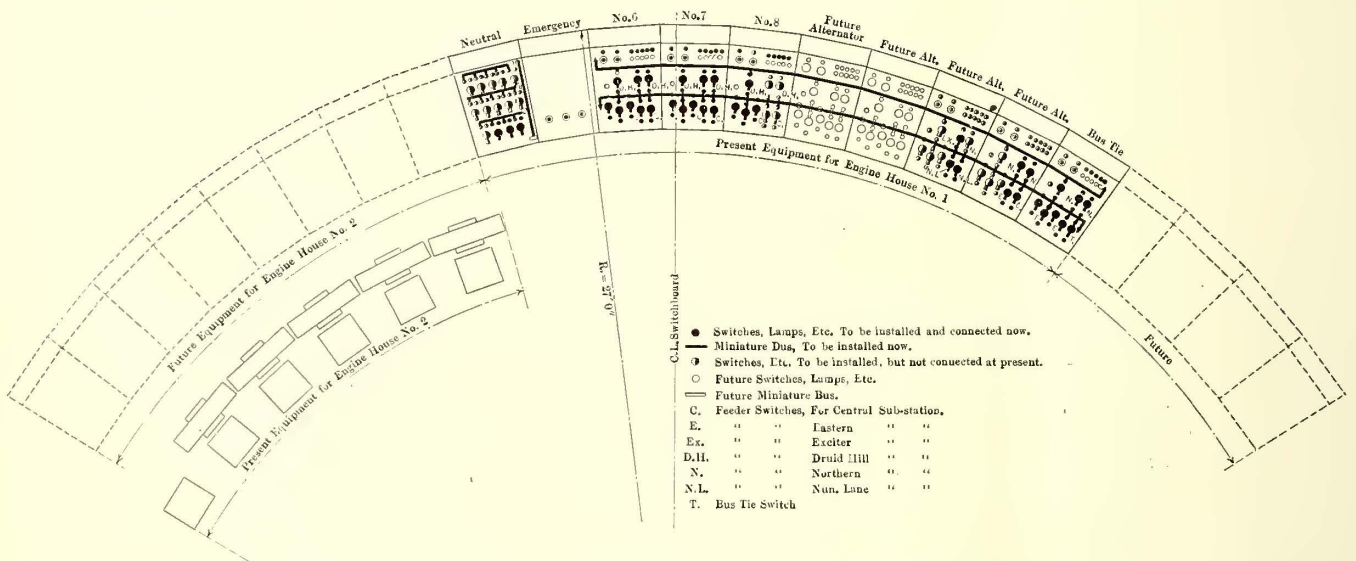 Neutral
Emergency
No.6
No.7
No.8
Future
Alternator
Future Alt.
Future Alt.
Future Alt.
Bus Tie
Present Equipment for Engine House No. 1
Future Equipment for Engine House No. 2
Present Equipment for Engine House No. 2
R. = 27'0"
C.L. Switchboard
Future
Switches, Lamps, Etc. To be installed and connected now.
Miniature Bus, To be installed now.
Switches, Etc. To be installed, but not connected at present.
Future Switches, Lamps, Etc.
Future Miniature Bus.
C. Feeder Switches, For Central Sub-station.
E. " " Eastern " "
Ex. " " Exciter " "
D.H. " " Druid Hill " "
N. " " Northern " "
N.L. " " Nun. Lane " "
T. Bus Tie Switch